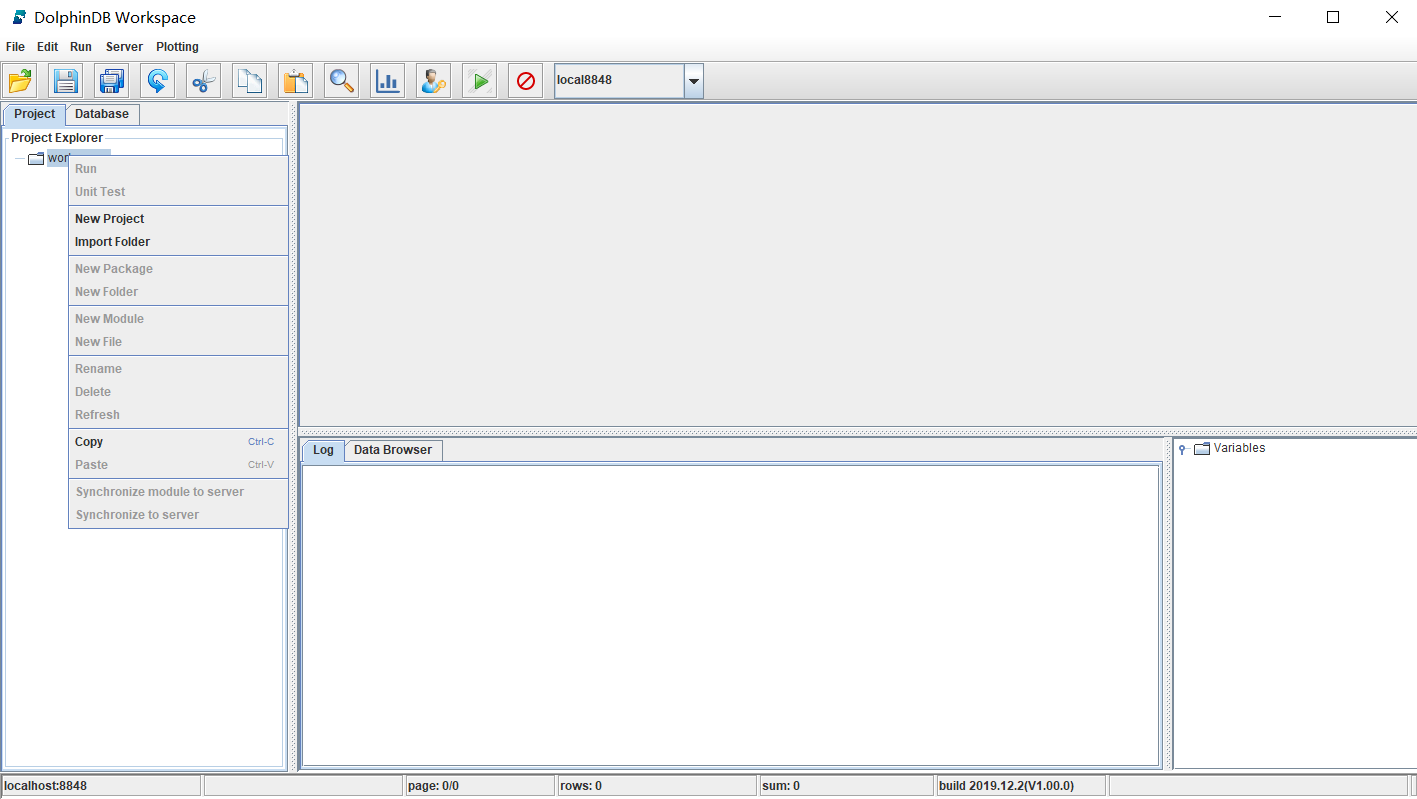 DolphinDB Workspace
File Edit Run Server Plotting
local8848
Project Database
Project Explorer
Run
Unit Test
New Project
Import Folder
New Package
New Folder
New Module
New File
Rename
Delete
Refresh
Copy Ctrl-C
Paste Ctrl-V
Synchronize module to server
Synchronize to server
Log Data Browser
Variables
localhost:8848 page: 0/0 rows: 0 sum: 0 build 2019.12.2(V1.00.0)